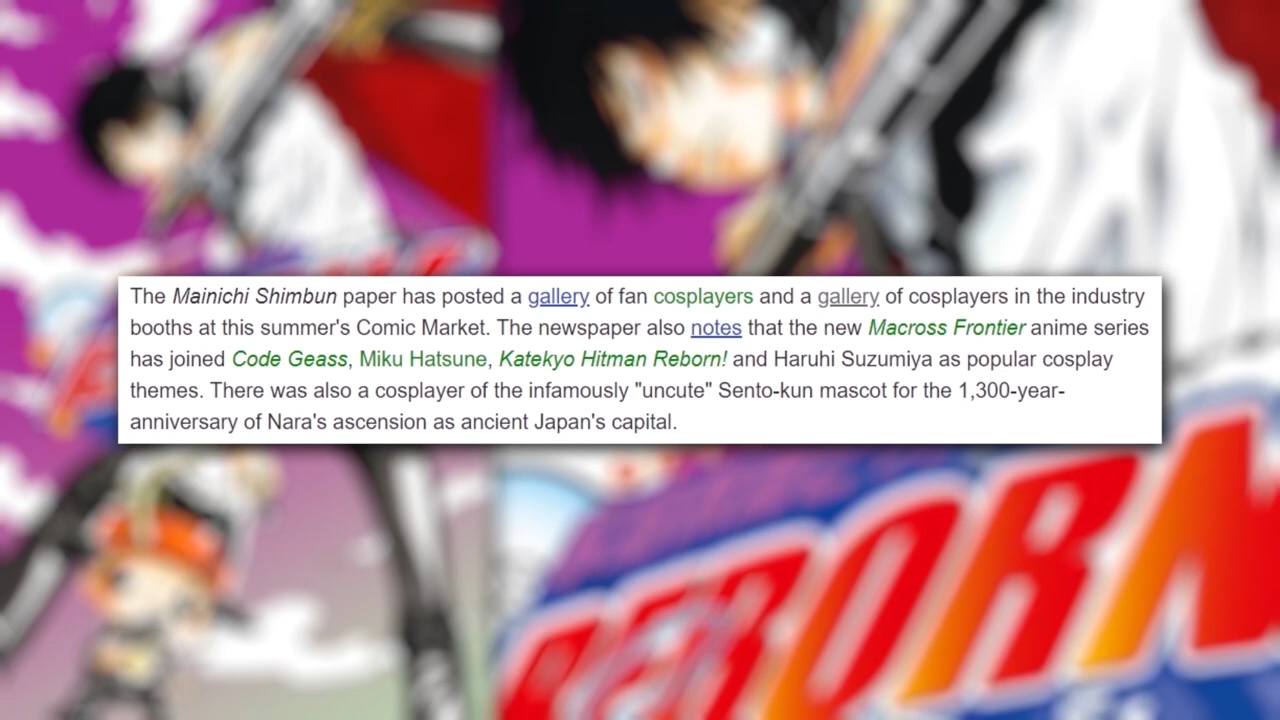 The Mainichi Shimbun paper has posted a gallery of fan cosplayers and a gallery of cosplayers in the industry
booths at this summer's Comic Market. The newspaper also notes that the new Macross Frontier anime series
has joined Code Geass, Miku Hatsune, Katekyo Hitman Reborn! and Haruhi Suzumiya as popular cosplay
themes. There was also a cosplayer of the infamously "uncute" Sento-kun mascot for the 1,300-year-
anniversary of Nara's ascension as ancient Japan's capital.
REBORN